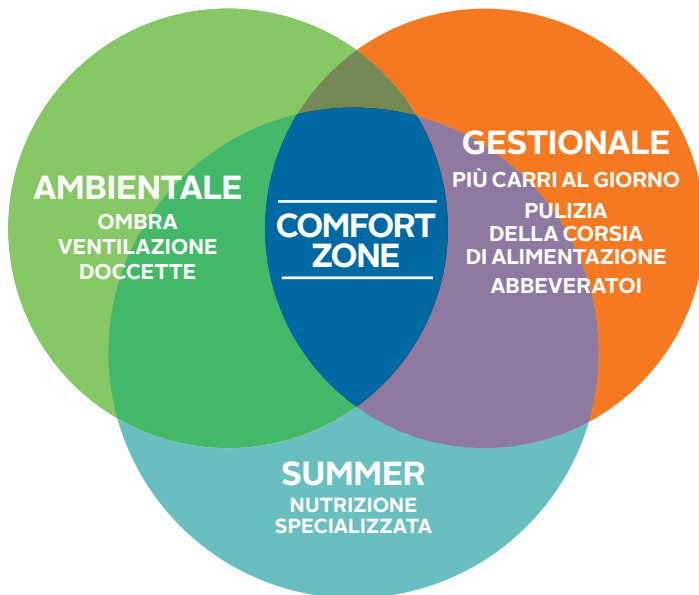 AMBIENTALE
OMBRA
VENTILAZIONE
DOCCETTE
COMFORT
ZONE
GESTIONALE
PIÙ CARRI AL GIORNO
PULIZIA
DELLA CORSIA
DI ALIMENTAZIONE
ABBEVERATOI
SUMMER
NUTRIZIONE
SPECIALIZZATA